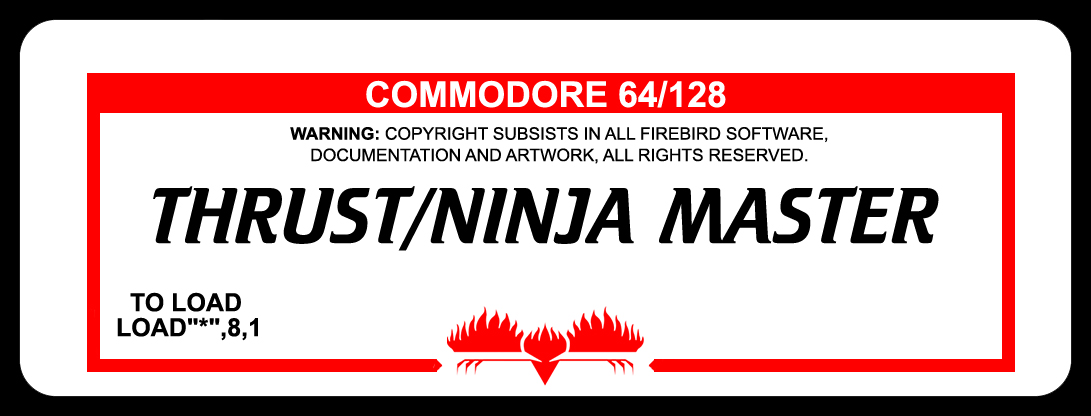 COMMODORE 64/128
WARNING: COPYRIGHT SUBSISTS IN ALL FIREBIRD SOFTWARE,
DOCUMENTATION AND ARTWORK, ALL RIGHTS RESERVED.
THRUST/NINJA MASTER
TO LOAD
LOAD"*",8,1